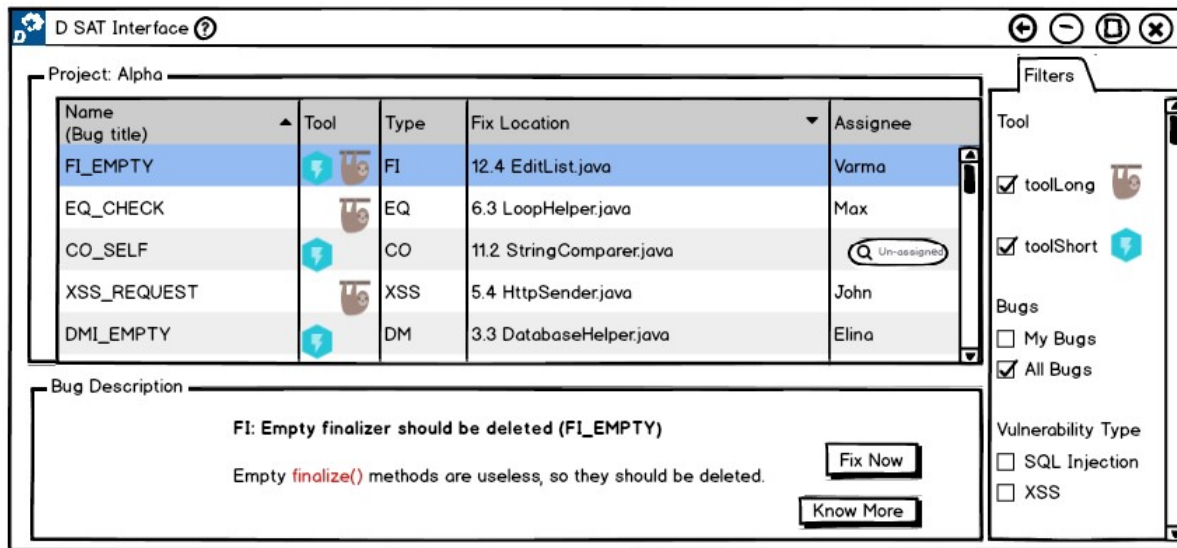 D D SAT Interface ?
Project: Alpha
Name (Bug title) Tool Type Fix Location Assignee
FI_EMPTY FI 12.4 EditList.java Varma
EQ_CHECK EQ 6.3 LoopHelper.java Max
CO_SELF CO 11.2 StringComparer.java Un-assigned
XSS_REQUEST XSS 5.4 HttpSender.java John
DMI_EMPTY DM 3.3 DatabaseHelper.java Elina
Bug Description
FI: Empty finalizer should be deleted (FI_EMPTY)
Empty finalize() methods are useless, so they should be deleted.
Fix Now
Know More
Filters
Tool
toolLong
toolShort
Bugs
My Bugs
All Bugs
Vulnerability Type
SQL Injection
XSS